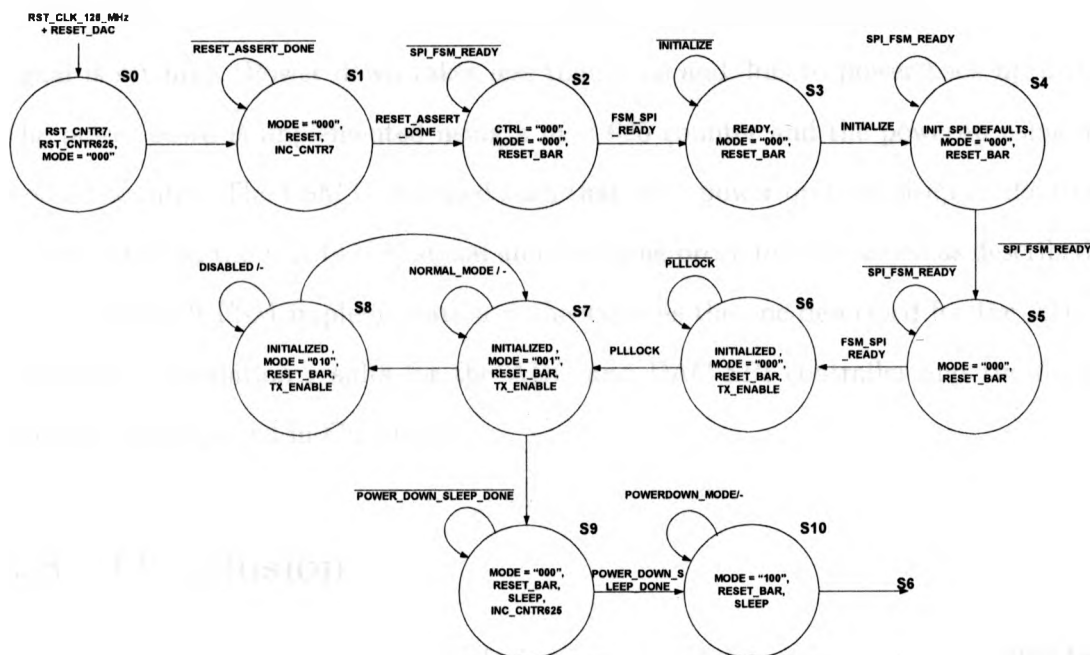 RST_CLK_128_MHz
+ RESET_DAC
S0
RST_CNTR7,
RST_CNTR625,
MODE = “000”
RESET_ASSERT_DONE
S1
MODE = “000”,
RESET,
INC_CNTR7
RESET_ASSERT
_DONE
SPI_FSM_READY
S2
CTRL = “000”,
MODE = “000”,
RESET_BAR
FSM_SPI
_READY
INITIALIZE
S3
READY,
MODE = “000”,
RESET_BAR
INITIALIZE
SPI_FSM_READY
S4
INIT_SPI_DEFAULTS,
MODE = “000”,
RESET_BAR
SPI_FSM_READY
DISABLED /-
S8
INITIALIZED ,
MODE = “010”,
RESET_BAR,
TX_ENABLE
NORMAL_MODE / -
S7
INITIALIZED ,
MODE = “001”,
RESET_BAR,
TX_ENABLE
PLLLOCK
PLLLOCK
S6
INITIALIZED ,
MODE = “000”,
RESET_BAR,
TX_ENABLE
FSM_SPI
_READY
SPI_FSM_READY
S5
MODE = “000”,
RESET_BAR
POWER_DOWN_SLEEP_DONE
S9
MODE = “000”,
RESET_BAR,
SLEEP,
INC_CNTR625
POWER_DOWN_S
LEEP_DONE
POWERDOWN_MODE/-
S10
MODE = “100”,
RESET_BAR,
SLEEP
S6